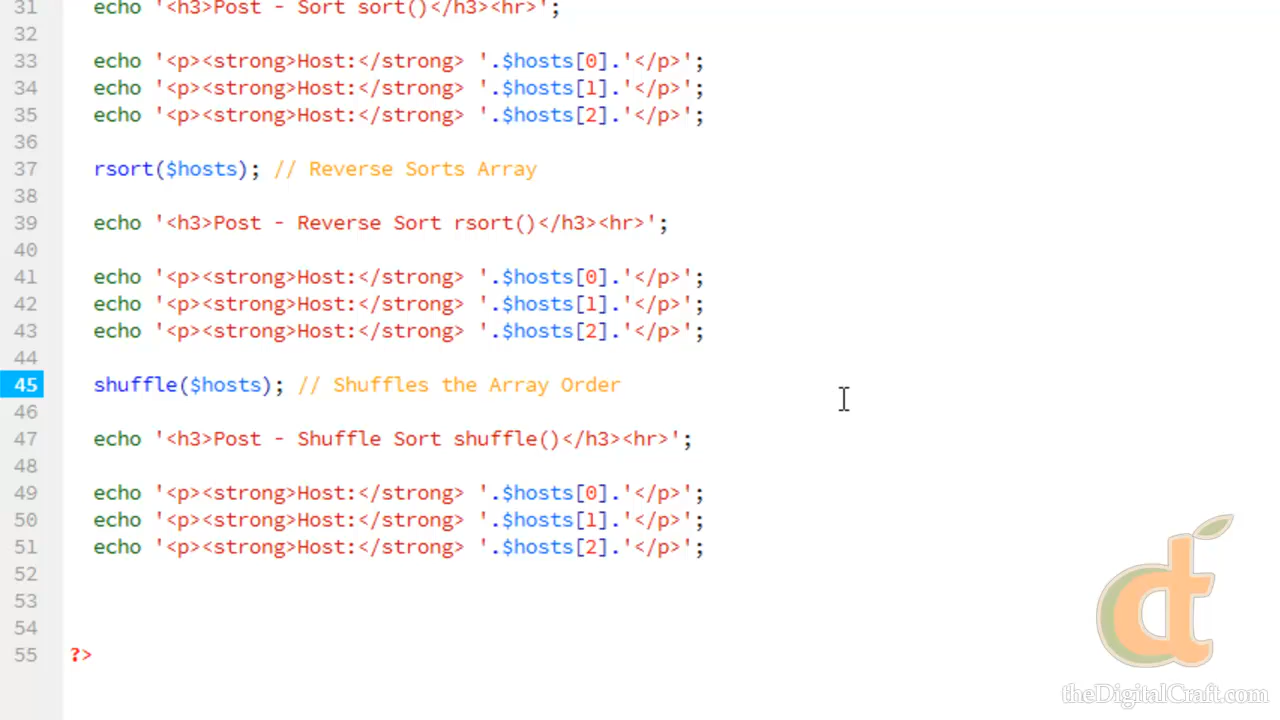 31 echo '<h3>Post - Sort sort()</h3><hr>';
32
33 echo '<p><strong>Host:</strong> '.$hosts[0].'</p>';
34 echo '<p><strong>Host:</strong> '.$hosts[1].'</p>';
35 echo '<p><strong>Host:</strong> '.$hosts[2].'</p>';
36
37 rsort($hosts); // Reverse Sorts Array
38
39 echo '<h3>Post - Reverse Sort rsort()</h3><hr>';
40
41 echo '<p><strong>Host:</strong> '.$hosts[0].'</p>';
42 echo '<p><strong>Host:</strong> '.$hosts[1].'</p>';
43 echo '<p><strong>Host:</strong> '.$hosts[2].'</p>';
44
45 shuffle($hosts); // Shuffles the Array Order
46
47 echo '<h3>Post - Shuffle Sort shuffle()</h3><hr>';
48
49 echo '<p><strong>Host:</strong> '.$hosts[0].'</p>';
50 echo '<p><strong>Host:</strong> '.$hosts[1].'</p>';
51 echo '<p><strong>Host:</strong> '.$hosts[2].'</p>';
52
53
54
55 ?>
dt
theDigitalCraft.com